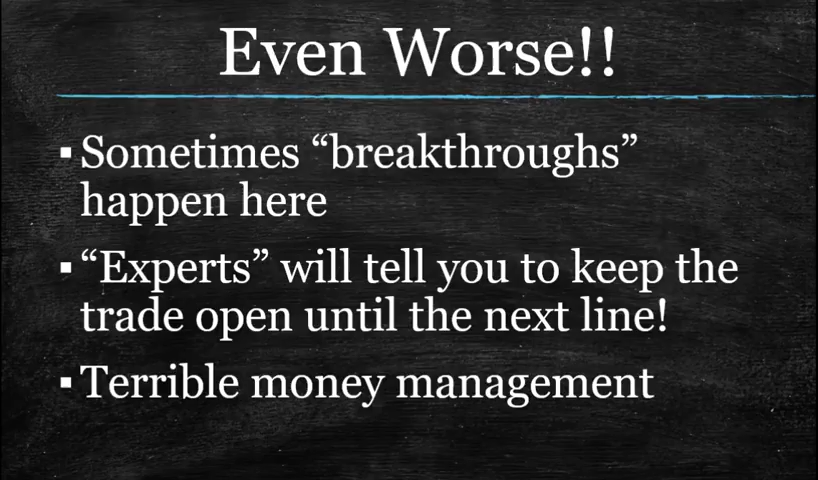 Even Worse!!
▪Sometimes “breakthroughs”
happen here
▪“Experts” will tell you to keep the
trade open until the next line!
▪Terrible money management